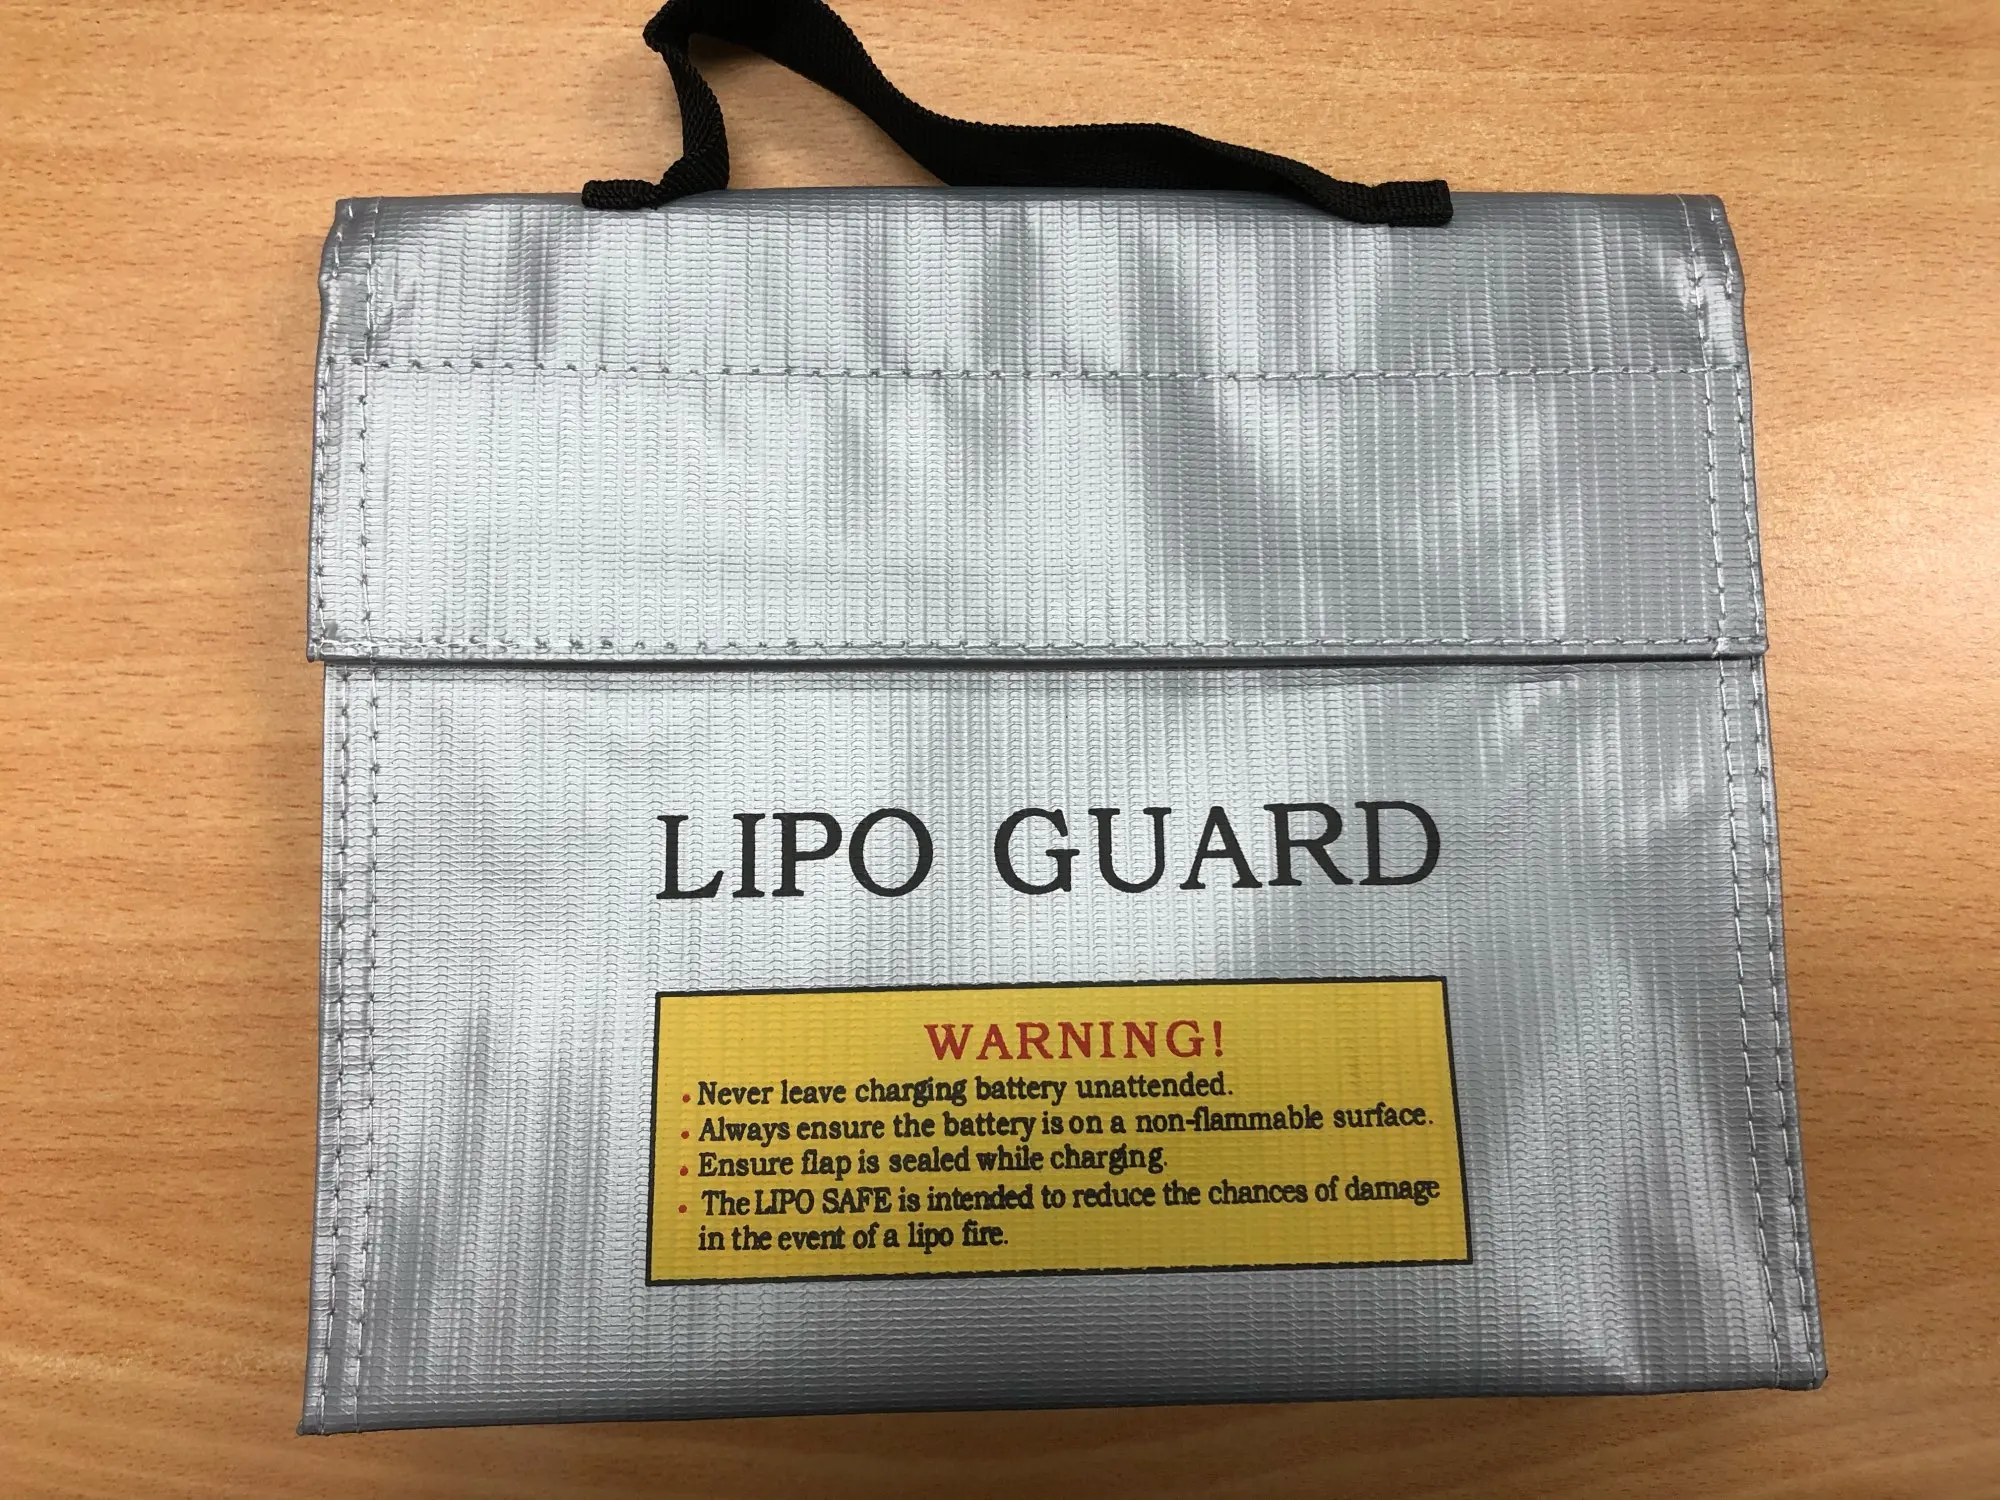 LIPO GUARD
WARNING!
• Never leave charging battery unattended.
• Always ensure the battery is on a non-flammable surface.
• Ensure flap is sealed while charging.
• The LIPO SAFE is intended to reduce the chances of damage
in the event of a lipo fire.